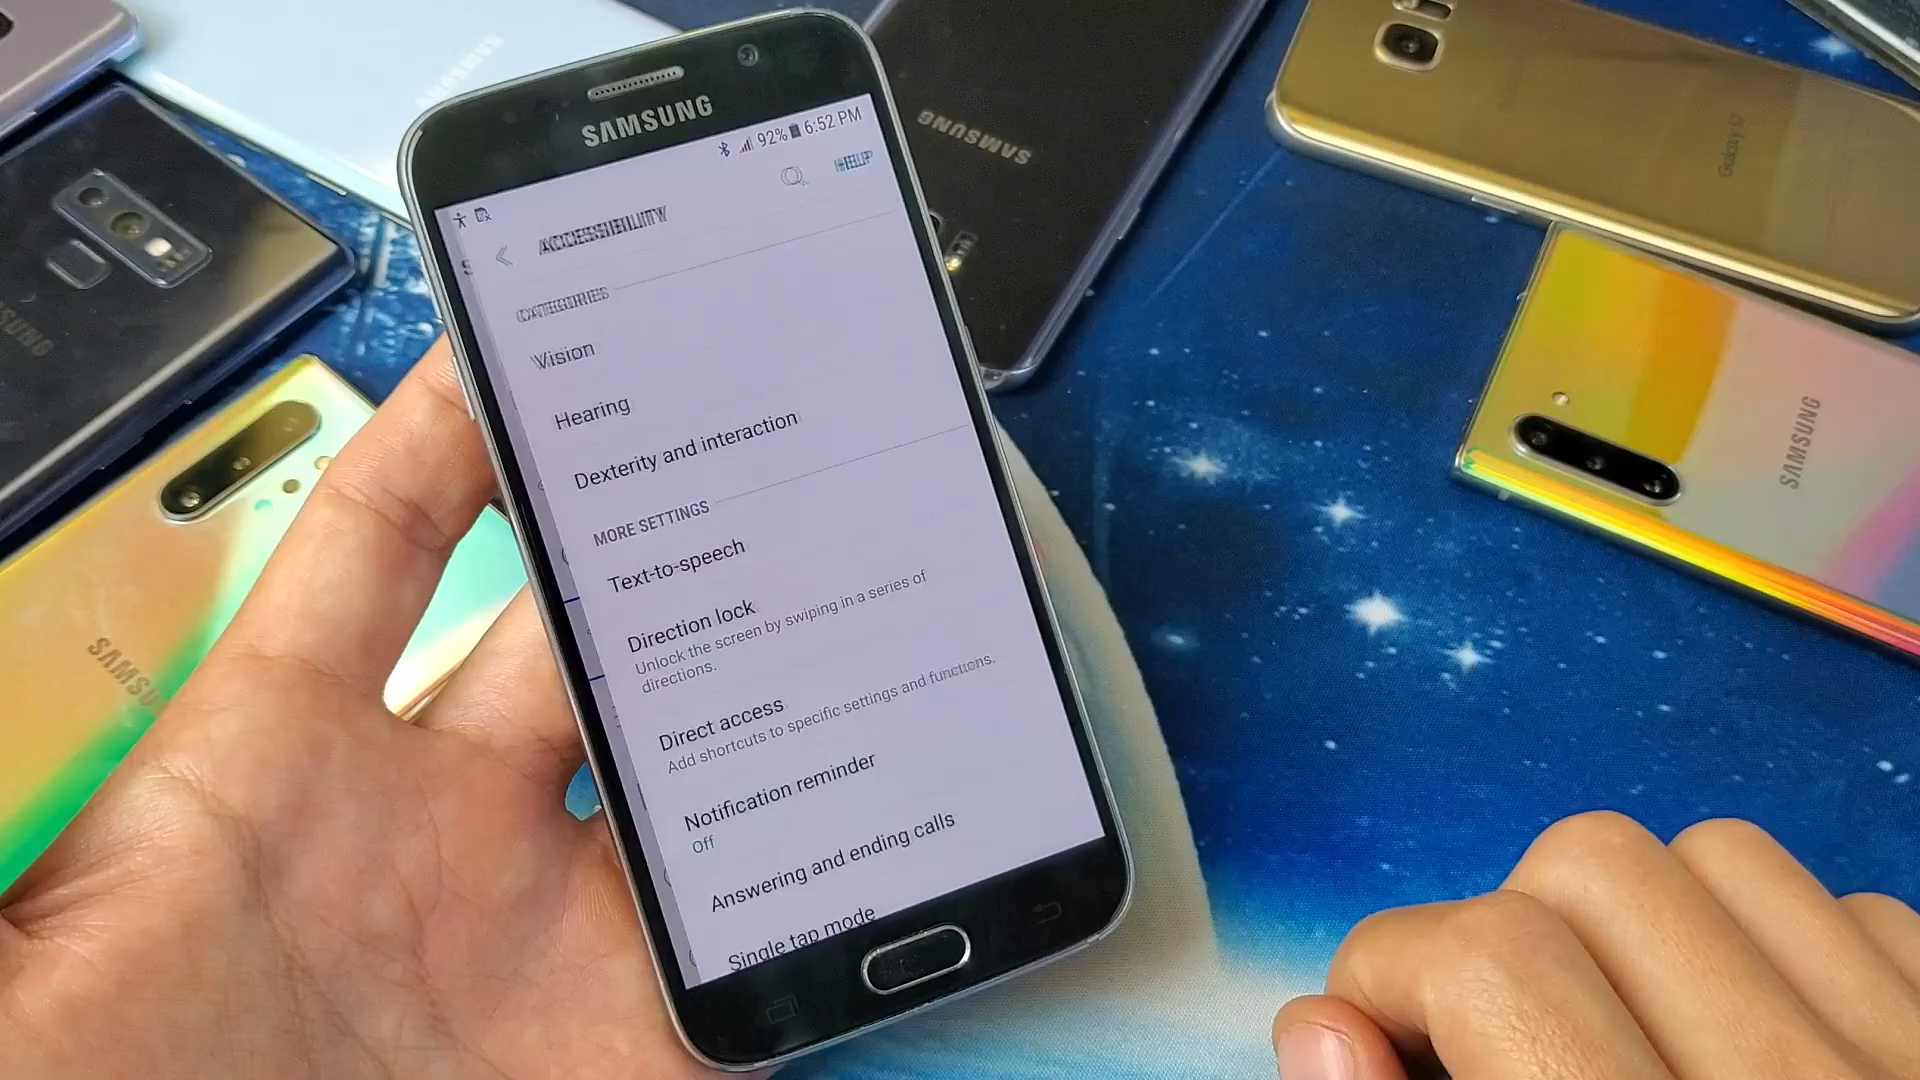 SAMSUNG
92% 6:52 PM
HELP
ACCESSIBILITY
CATEGORIES
Vision
Hearing
Dexterity and interaction
MORE SETTINGS
Text-to-speech
Direction lock
Unlock the screen by swiping in a series of
directions.
Direct access
Add shortcuts to specific settings and functions.
Notification reminder
Off
Answering and ending calls
Single tap mode
SAMSUNG
SAMSUNG
Galaxy S7
SAMSUNG